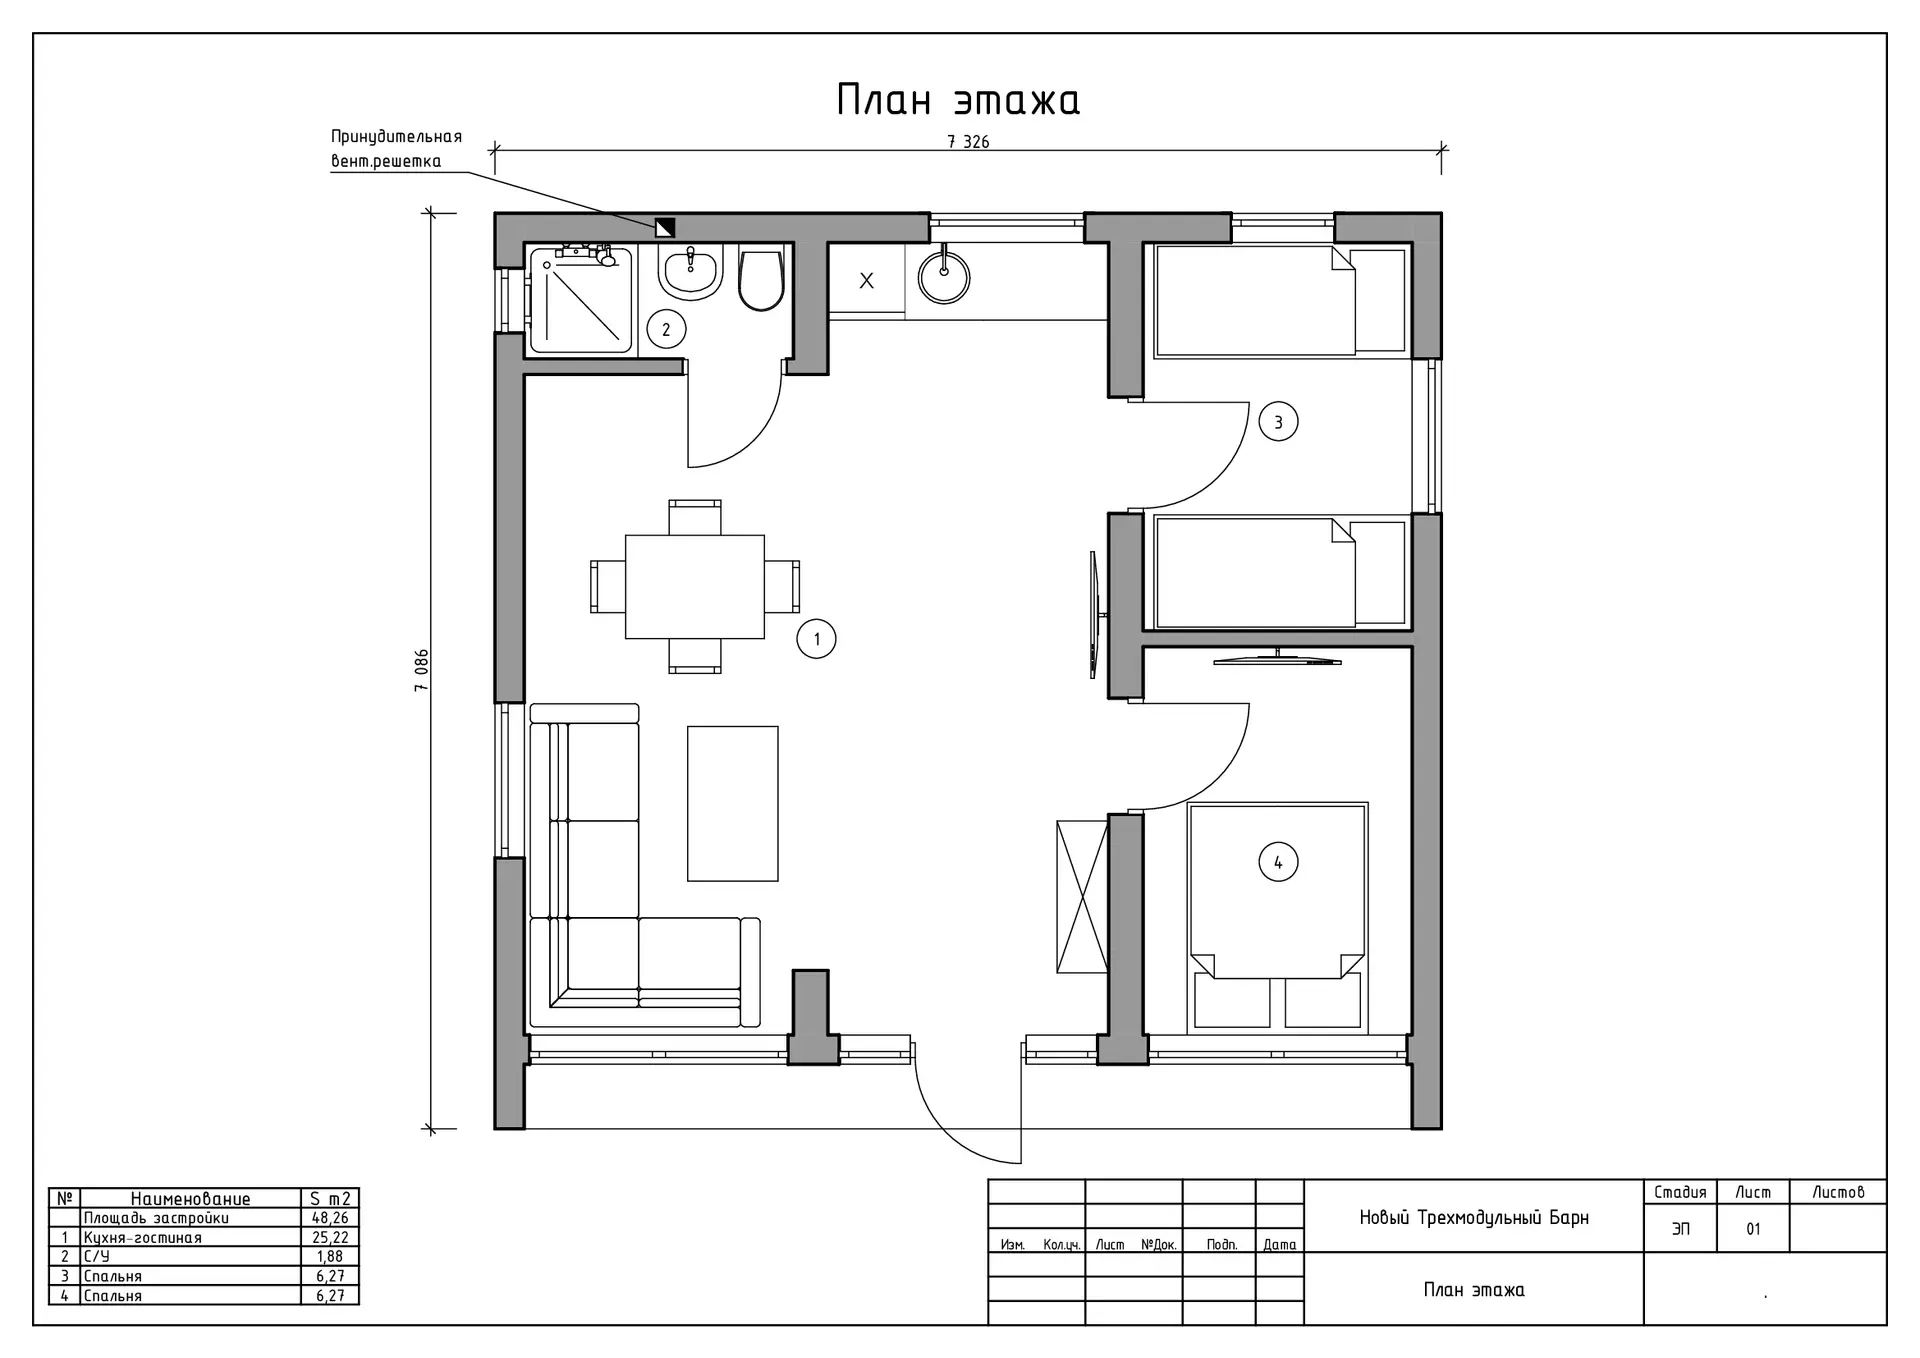 План этажа
7 326
Принудительная
вент.решетка
7 086
X
2
3
1
4
№ Наименование S m2
Площадь застройки 48,26
1 Кухня-гостиная 25,22
2 С/У 1,88
3 Спальня 6,27
4 Спальня 6,27
Изм. Кол.уч. Лист №Док. Подп. Дата
Новый Трехмодульный Барн
Стадия Лист Листов
ЭП 01
План этажа
.